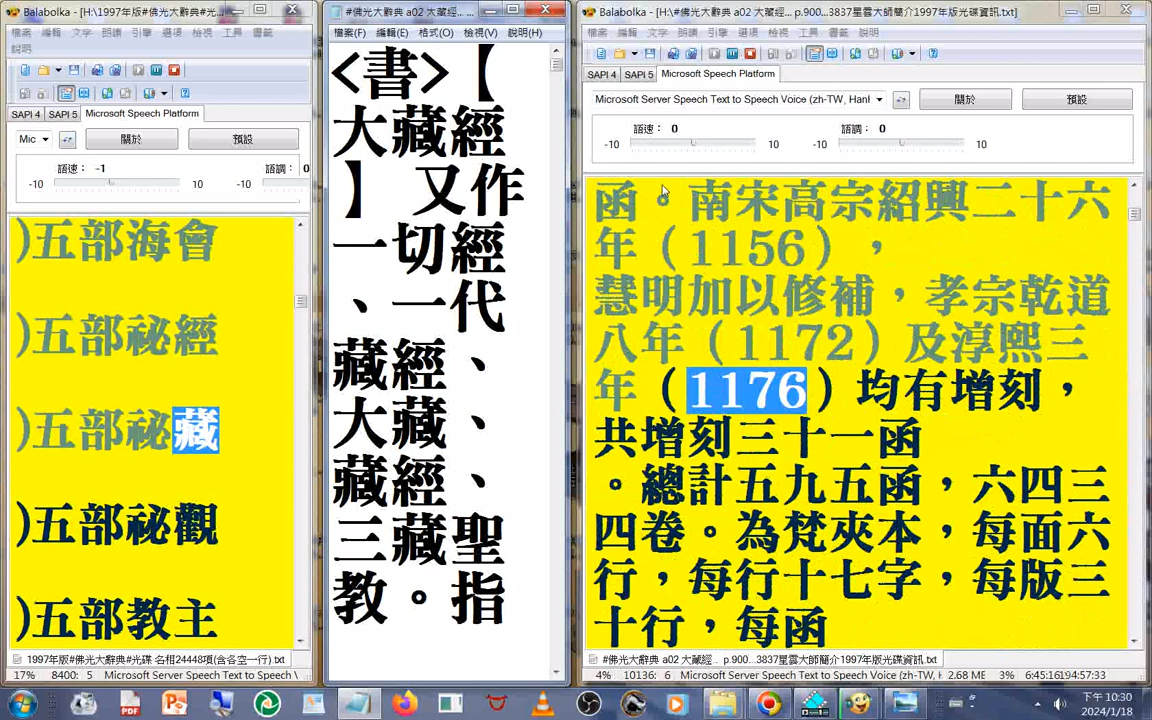 Balabolka - [H:\1997年版#佛光大辭典#光...
檔案 編輯 文字 朗讀 引擎 選項 檢視 工具 書籤
說明
SAPI 4 SAPI 5 Microsoft Speech Platform
Mic 關於 預設
語速： -1 語調： 0
-10 10 -10
)五部海會
)五部祕經
)五部祕藏
)五部祕觀
)五部教主
1997年版#佛光大辭典#光碟 名相24448項(含各空一行).txt
17% 8400: 5 Microsoft Server Speech Text to Speech V
#佛光大辭典 a02 大藏經...
檔案(F) 編輯(E) 格式(O) 檢視(V) 說明(H)
<書>【
大藏經
】 又作
一切經
、一代
藏經、
大藏、
藏經、
三藏聖
教。指
Balabolka - [H:\#佛光大辭典 a02 大藏經... p.900...3837星雲大師簡介1997年版光碟資訊.txt]
檔案 編輯 文字 朗讀 引擎 選項 檢視 工具 書籤 說明
SAPI 4 SAPI 5 Microsoft Speech Platform
Microsoft Server Speech Text to Speech Voice (zh-TW, Hanl 關於 預設
語速： 0 語調： 0
-10 10 -10 10
函。南宋高宗紹興二十六
年（1156），
慧明加以修補，孝宗乾道
八年（1172）及淳熙三
年（1176）均有增刻，
共增刻三十一函
。總計五九五函，六四三
四卷。為梵夾本，每面六
行，每行十七字，每版三
十行，每函
#佛光大辭典 a02 大藏經... p.900...3837星雲大師簡介1997年版光碟資訊.txt
4% 10136: 6 Microsoft Server Speech Text to Speech Voice (zh-TW, 2.68 ME 3% 6:45:16\94:57:33
下午 10:30
2024/1/18